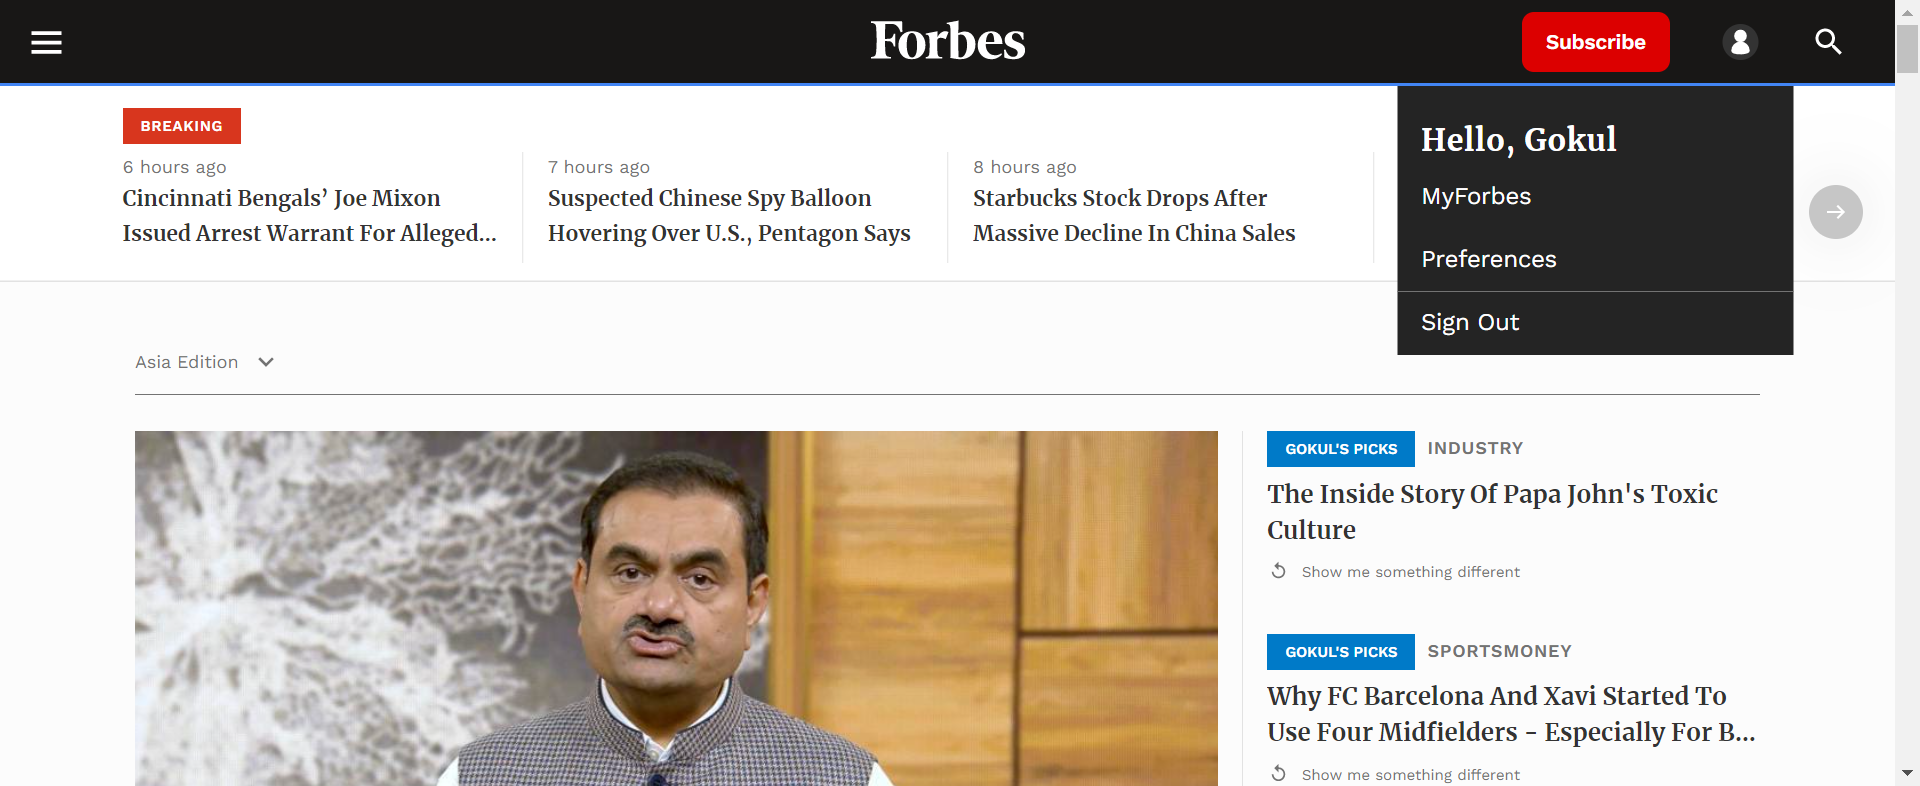 Forbes
Subscribe
BREAKING
6 hours ago
Cincinnati Bengals’ Joe Mixon
Issued Arrest Warrant For Alleged...
7 hours ago
Suspected Chinese Spy Balloon
Hovering Over U.S., Pentagon Says
8 hours ago
Starbucks Stock Drops After
Massive Decline In China Sales
Hello, Gokul
MyForbes
Preferences
Sign Out
Asia Edition
GOKUL'S PICKS INDUSTRY
The Inside Story Of Papa John's Toxic
Culture
Show me something different
GOKUL'S PICKS SPORTSMONEY
Why FC Barcelona And Xavi Started To
Use Four Midfielders - Especially For B...
Show me something different